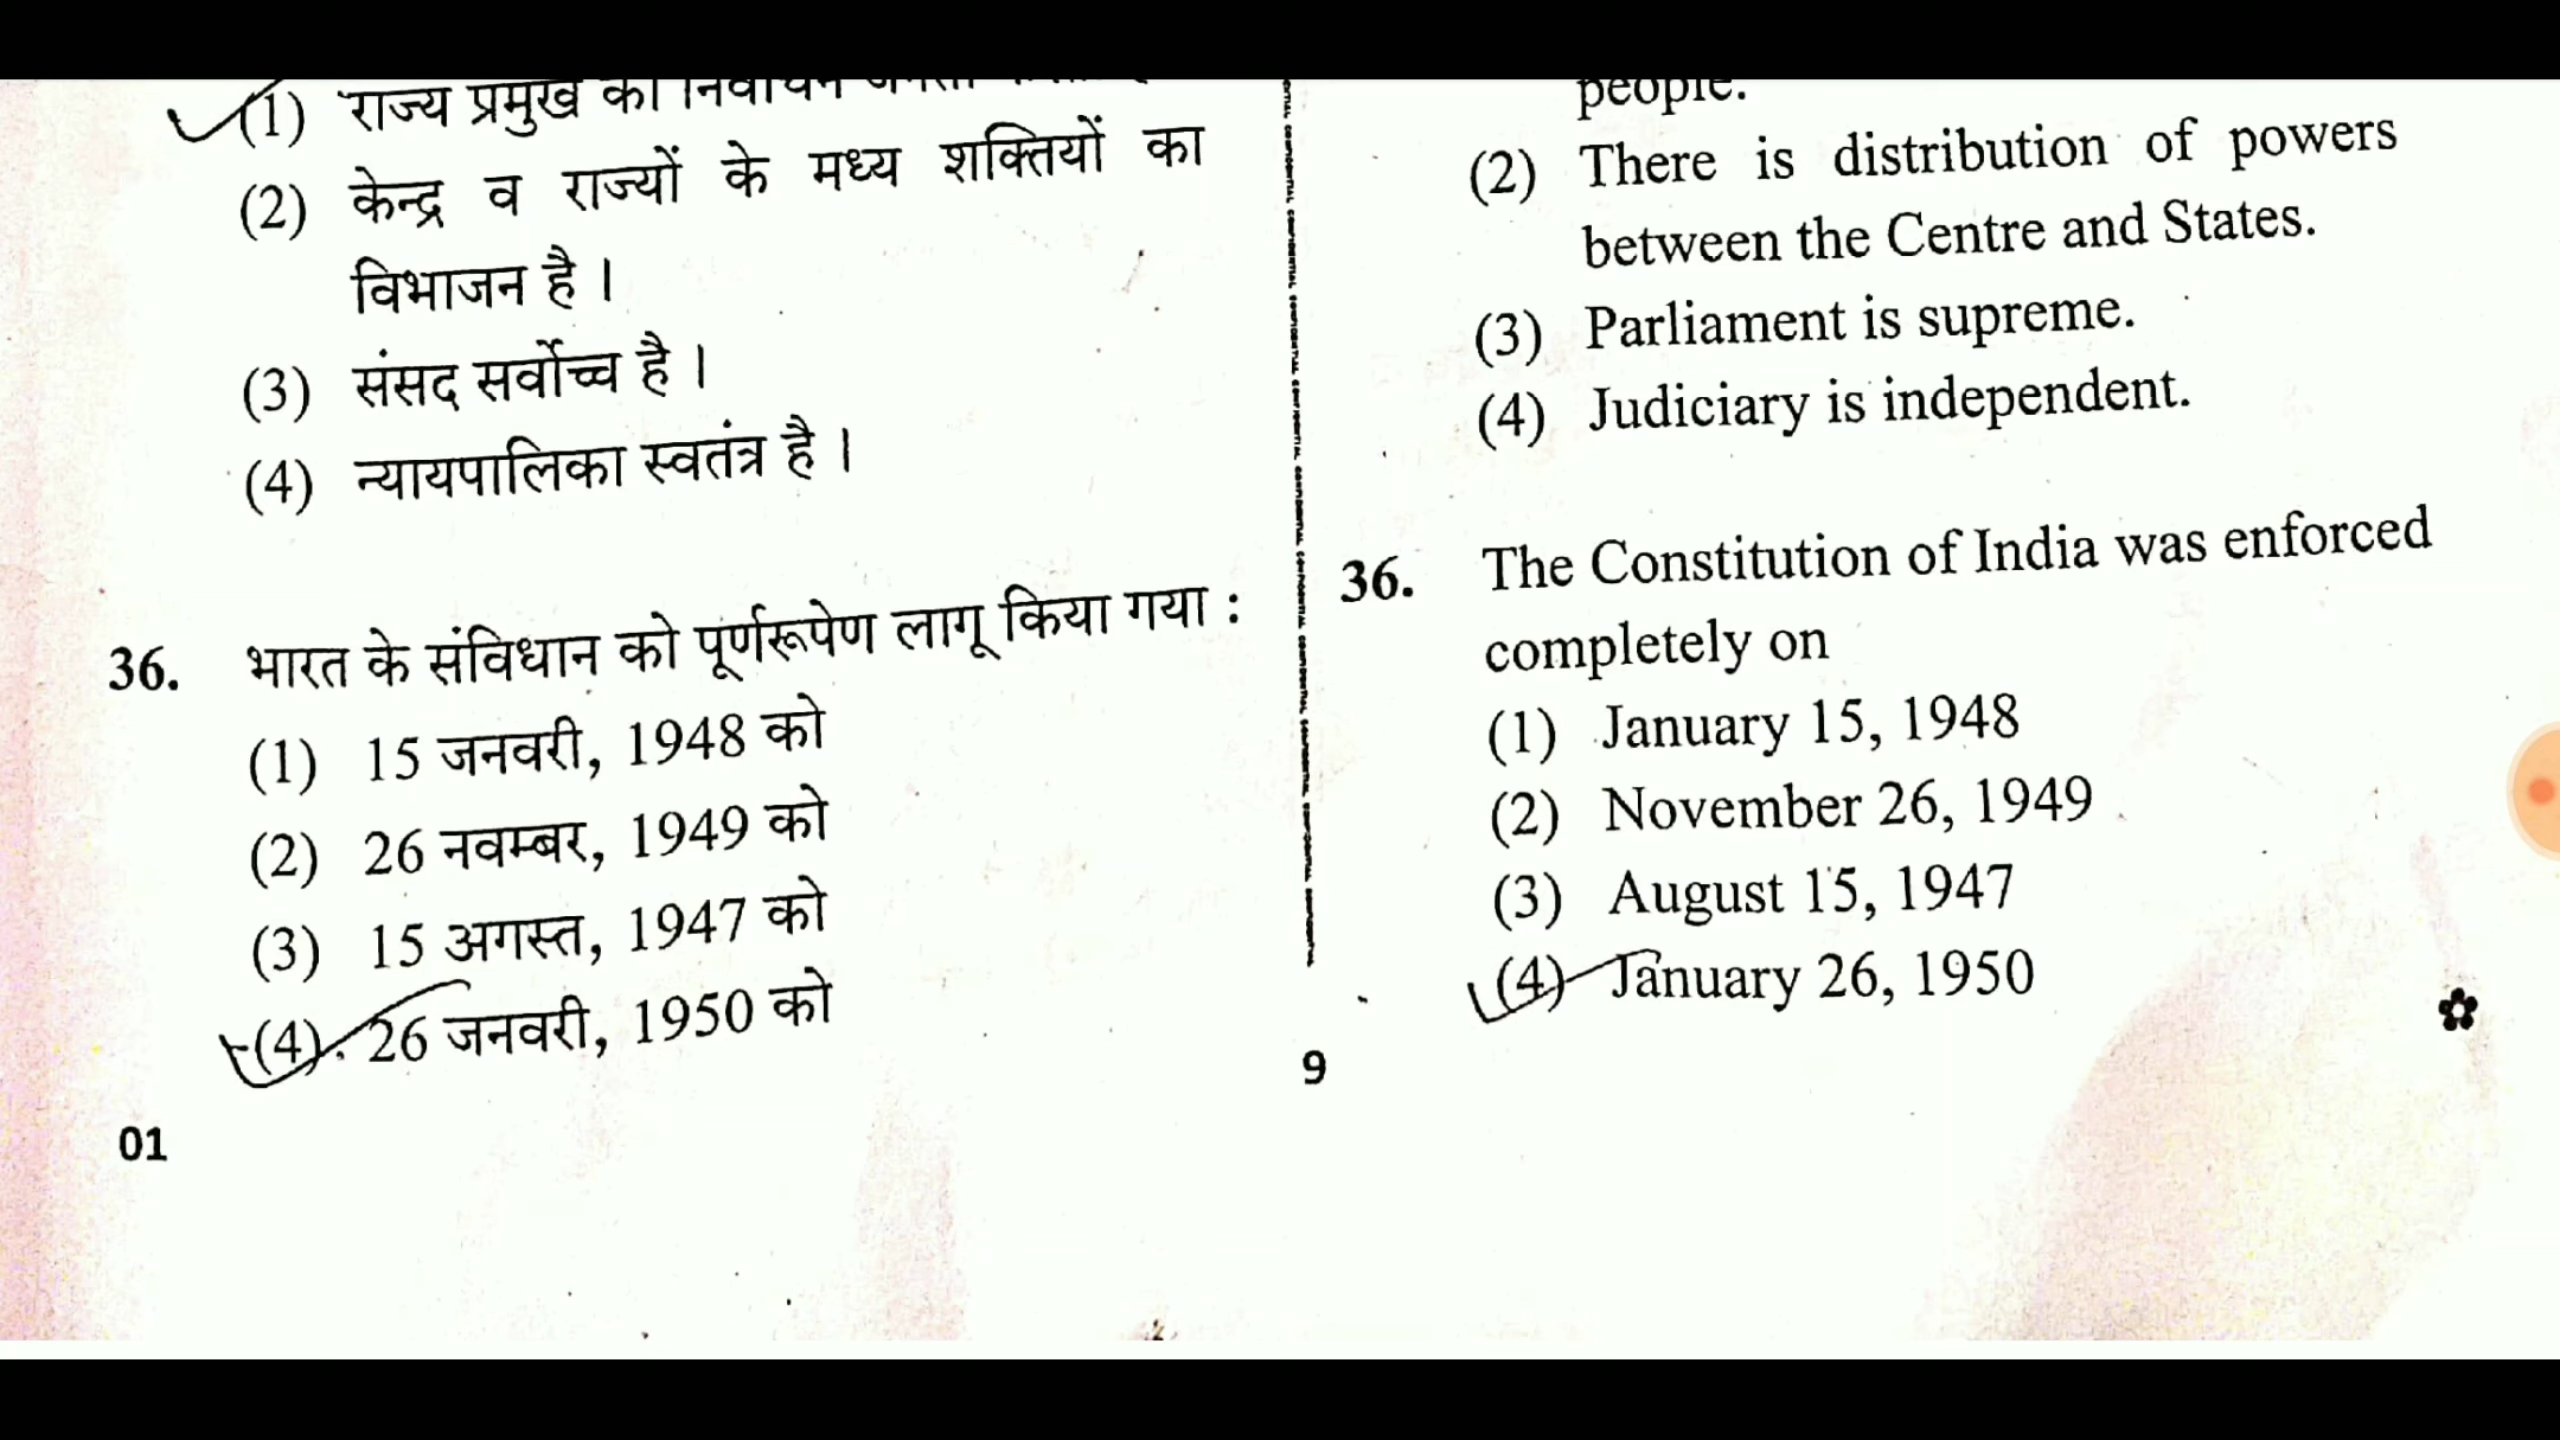 (1) राज्य प्रमुख का निर्वाचन
(2) केन्द्र व राज्यों के मध्य शक्तियों का
विभाजन है ।
(3) संसद सर्वोच्च है ।
(4) न्यायपालिका स्वतंत्र है ।
36. भारत के संविधान को पूर्णरूपेण लागू किया गया :
(1) 15 जनवरी, 1948 को
(2) 26 नवम्बर, 1949 को
(3) 15 अगस्त, 1947 को
(4) 26 जनवरी, 1950 को
01
people.
(2) There is distribution of powers
between the Centre and States.
(3) Parliament is supreme.
(4) Judiciary is independent.
36. The Constitution of India was enforced
completely on
(1) January 15, 1948
(2) November 26, 1949
(3) August 15, 1947
(4) January 26, 1950
9